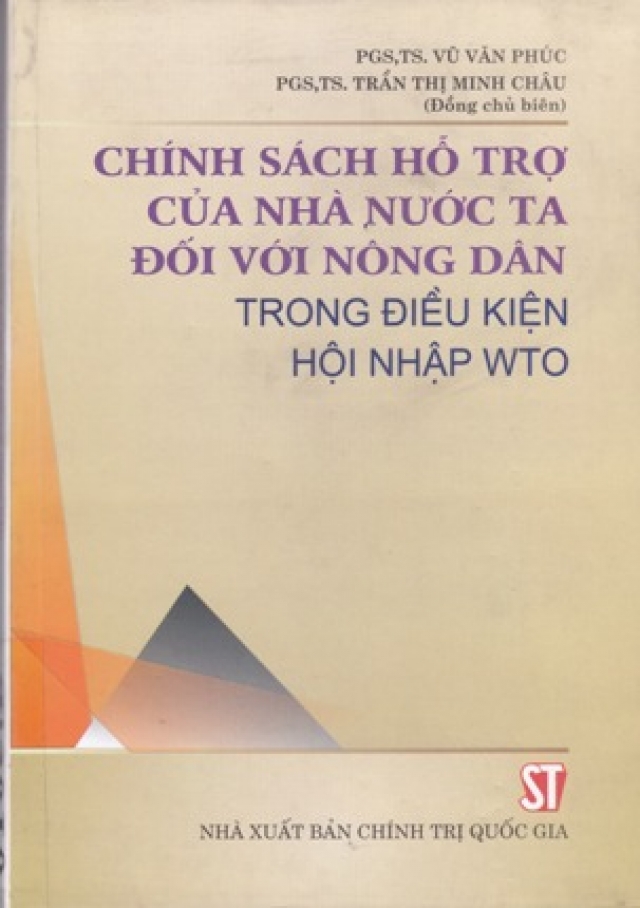 PGS,TS. VŨ VĂN PHÚC
PGS,TS. TRẦN THỊ MINH CHÂU
(Đồng chủ biên)
CHÍNH SÁCH HỖ TRỢ
CỦA NHÀ NƯỚC TA
ĐỐI VỚI NÔNG DÂN
TRONG ĐIỀU KIỆN
HỘI NHẬP WTO
ST
NHÀ XUẤT BẢN CHÍNH TRỊ QUỐC GIA